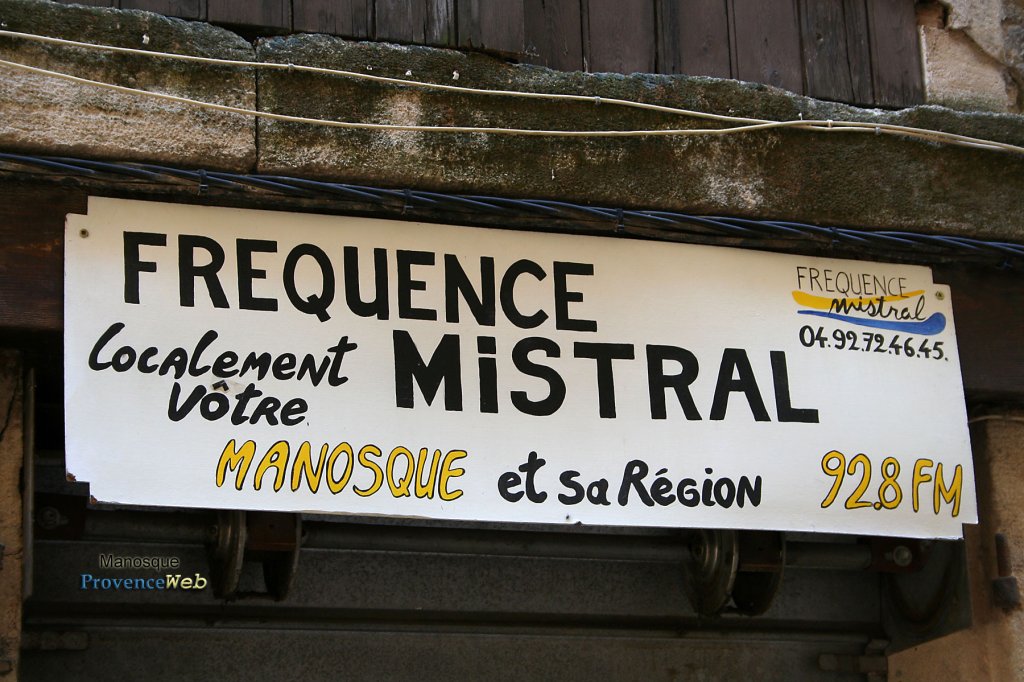 FREQUENCE
MiSTRAL
LOCALEMENT
VôTRE
MANOSQUE et sa RÉGION 92.8 FM
FREQUENCE
mistral
04.92.72.46.45.
Manosque
ProvenceWeb